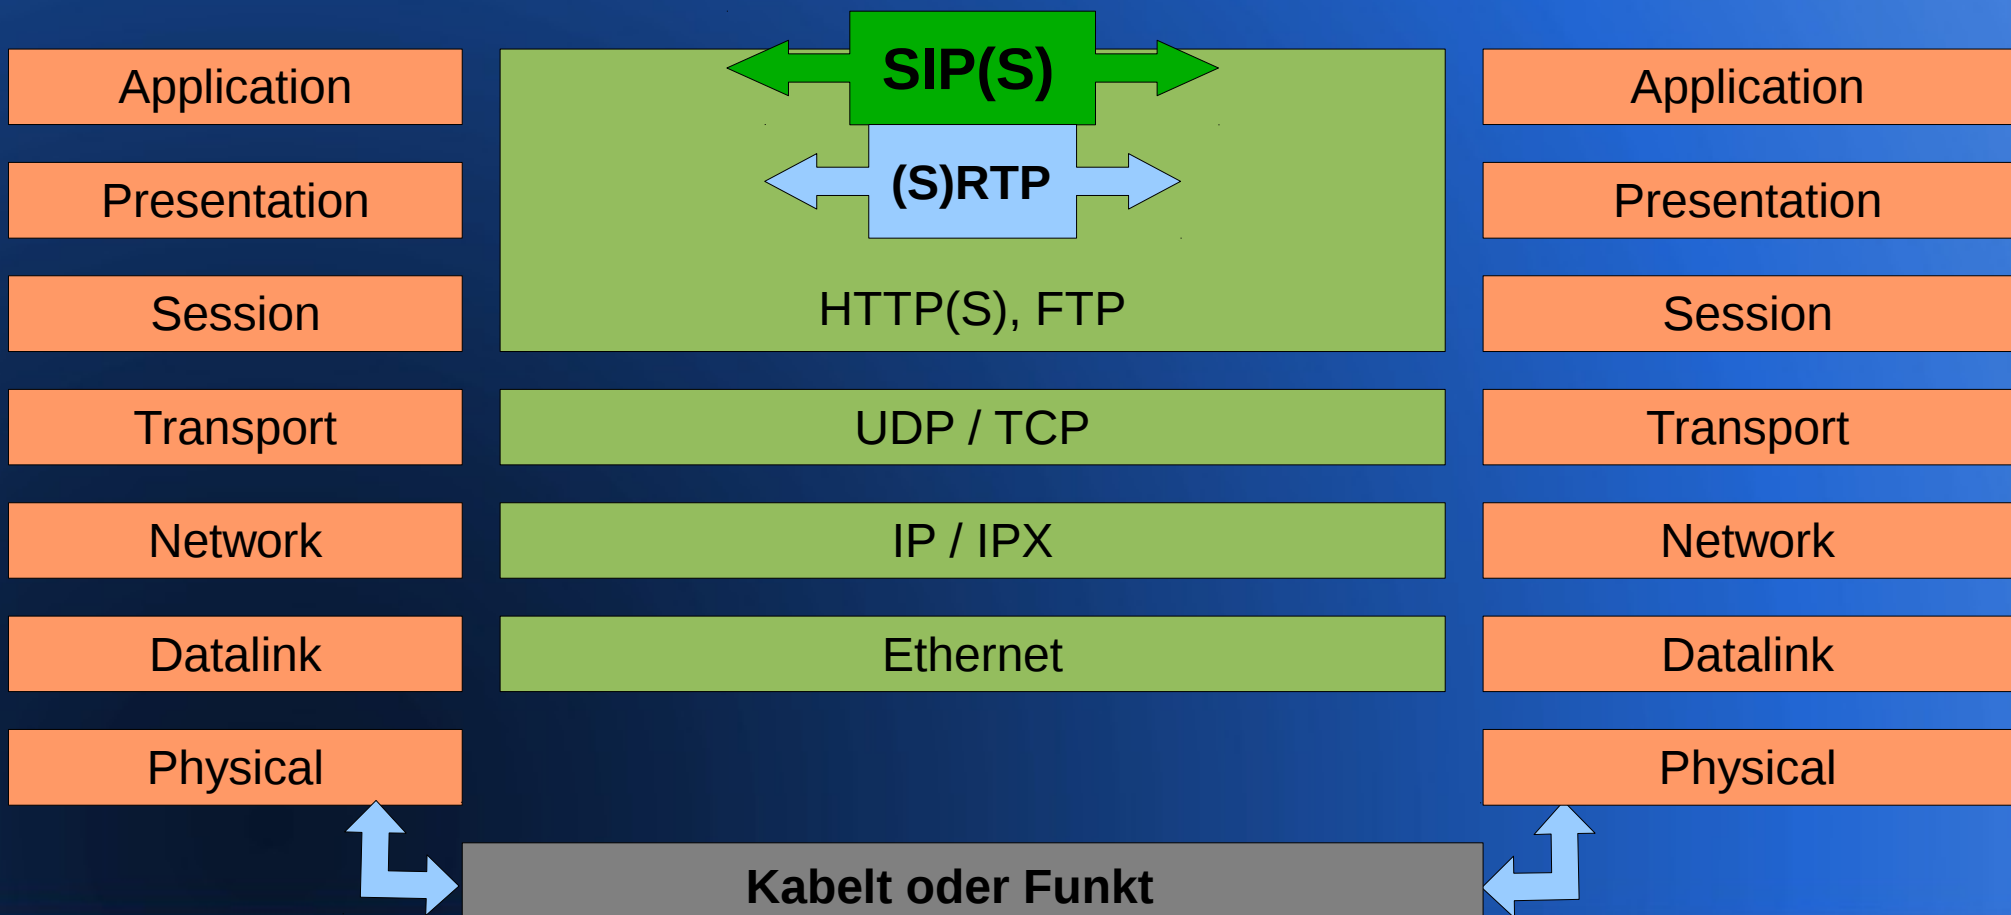 SIP(S)
Application
Application
(S)RTP
Presentation
Presentation
Session
HTTP(S), FTP
Session
Transport
UDP / TCP
Transport
Network
IP / IPX
Network
Datalink
Ethernet
Datalink
Physical
Physical
Kabelt oder Funkt